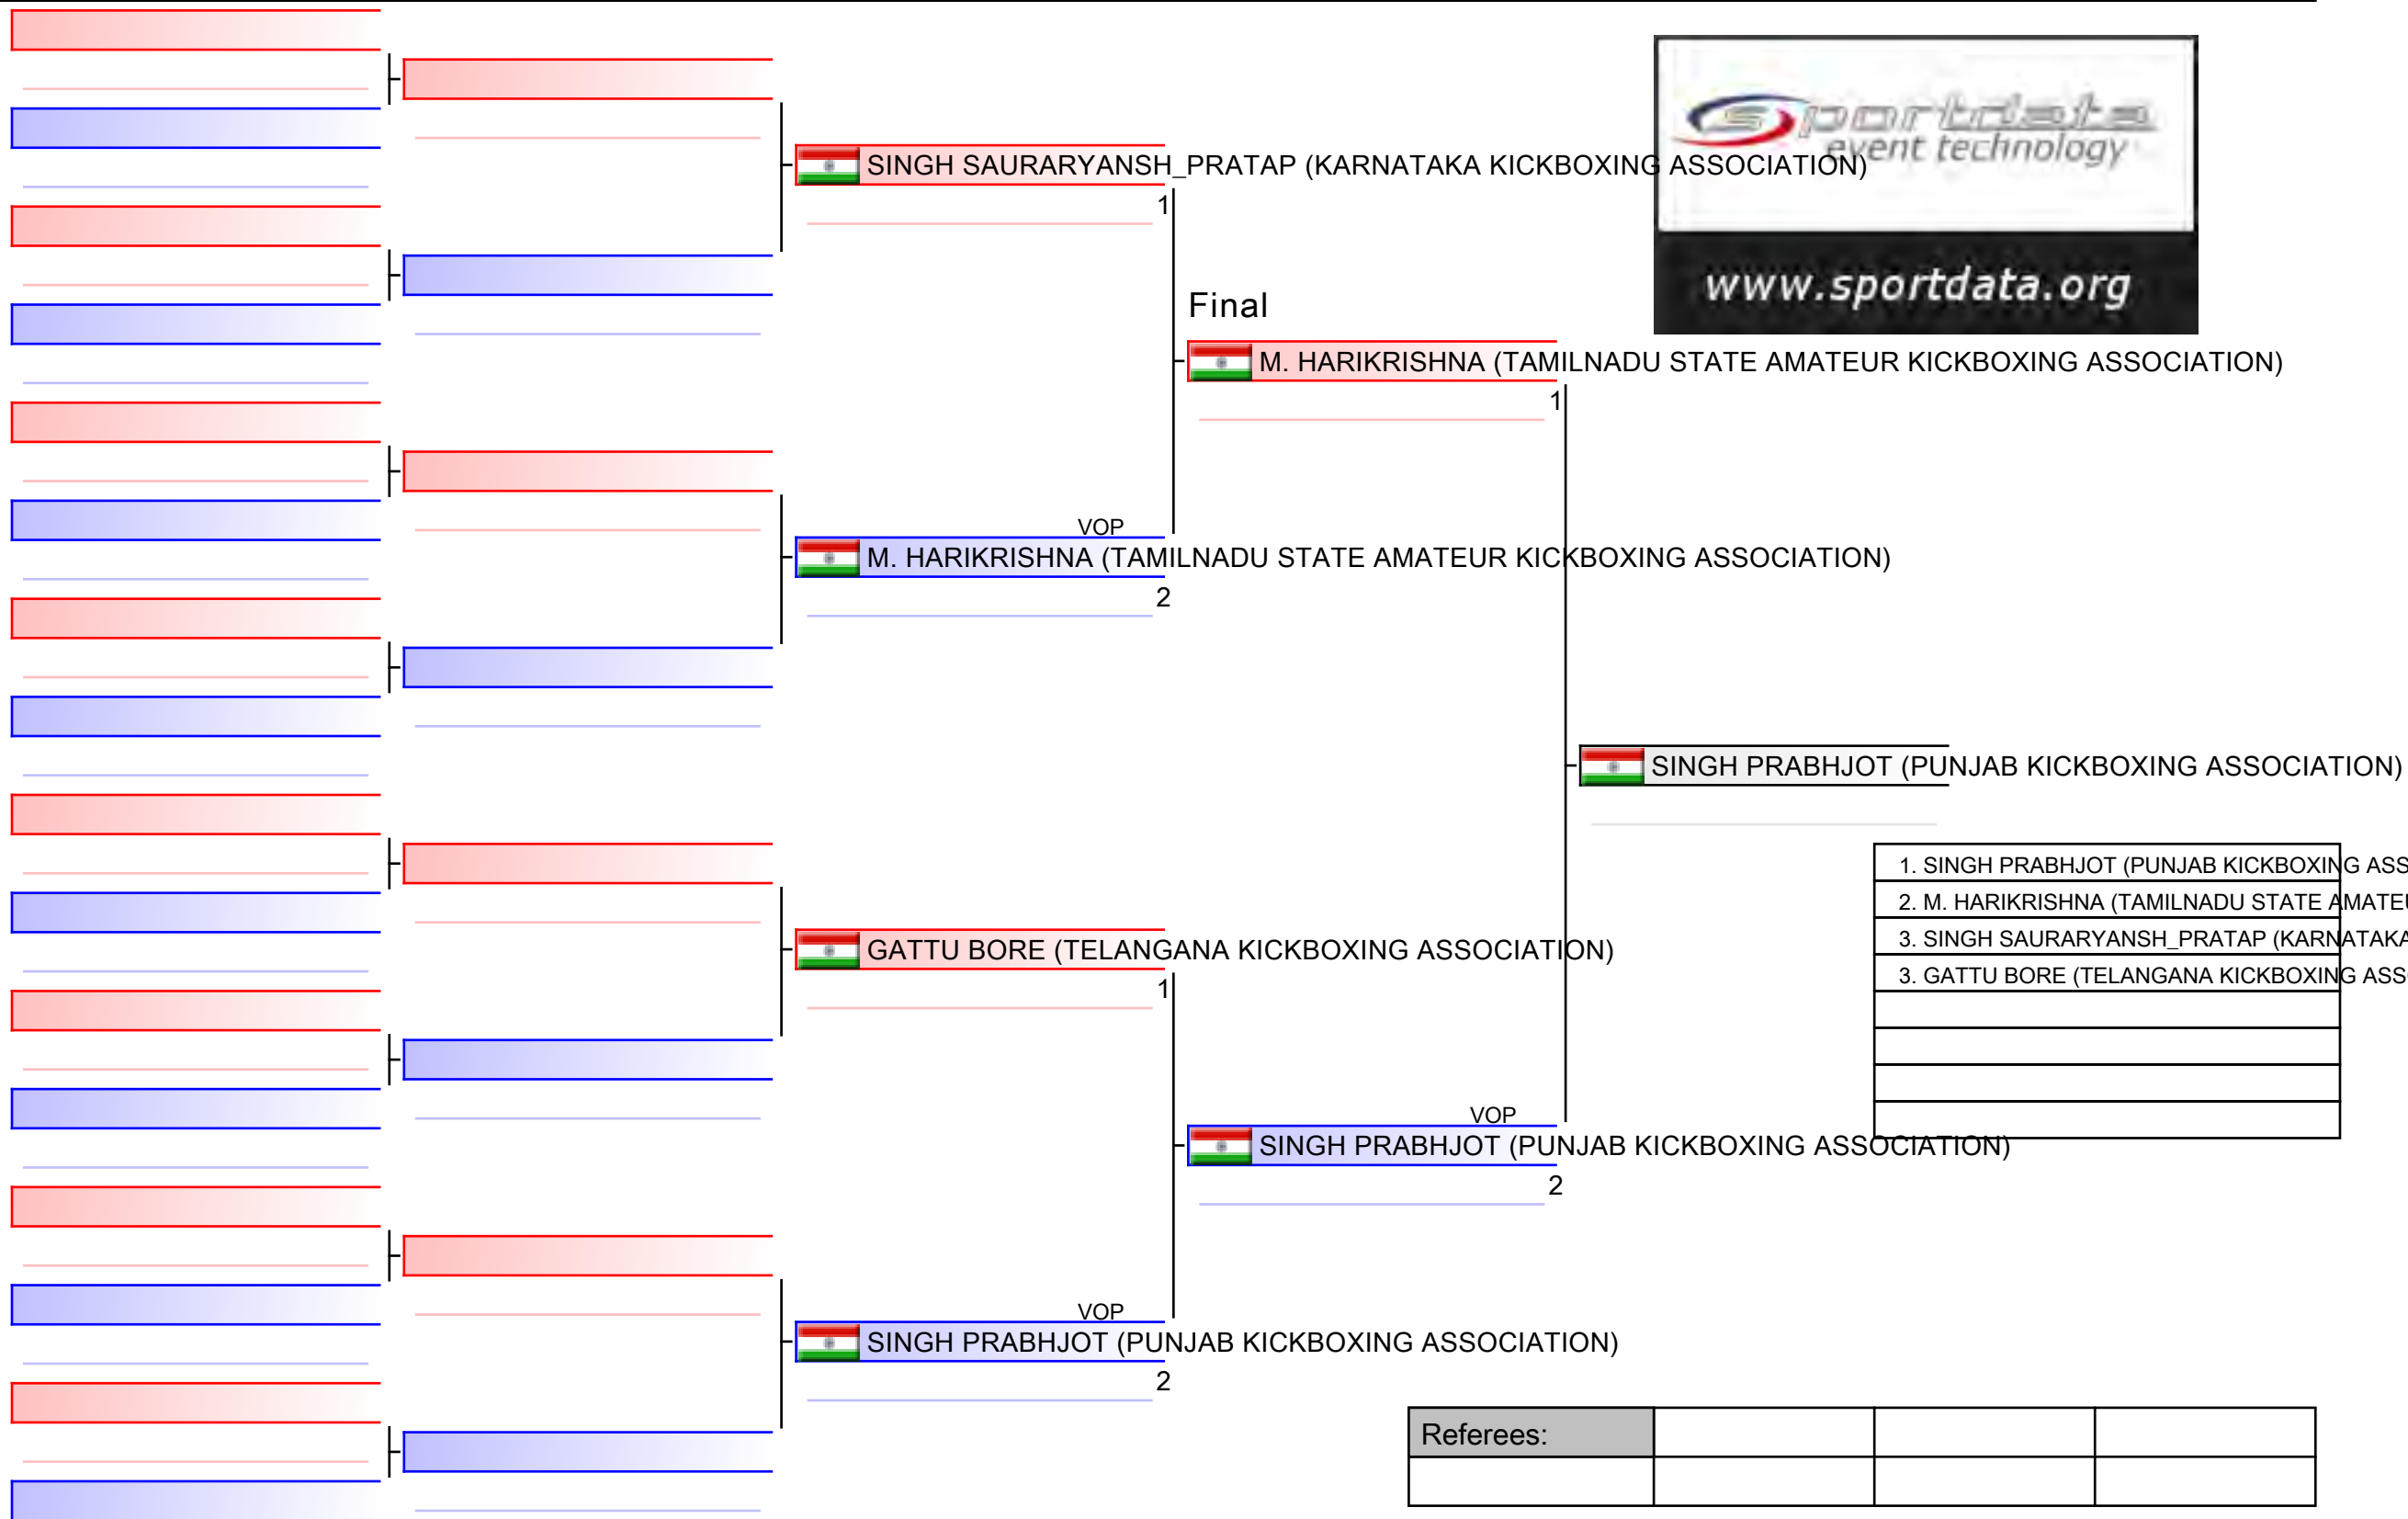 SINGH SAURARYANSH_PRATAP (KARNATAKA KICKBOXING ASSOCIATION)
1
sportdata
event technology
www.sportdata.org
Final
M. HARIKRISHNA (TAMILNADU STATE AMATEUR KICKBOXING ASSOCIATION)
1
VOP
M. HARIKRISHNA (TAMILNADU STATE AMATEUR KICKBOXING ASSOCIATION)
2
SINGH PRABHJOT (PUNJAB KICKBOXING ASSOCIATION)
1. SINGH PRABHJOT (PUNJAB KICKBOXING ASS
2. M. HARIKRISHNA (TAMILNADU STATE AMATEU
3. SINGH SAURARYANSH_PRATAP (KARNATAKA
3. GATTU BORE (TELANGANA KICKBOXING ASS
GATTU BORE (TELANGANA KICKBOXING ASSOCIATION)
1
VOP
SINGH PRABHJOT (PUNJAB KICKBOXING ASSOCIATION)
2
VOP
SINGH PRABHJOT (PUNJAB KICKBOXING ASSOCIATION)
2
Referees: